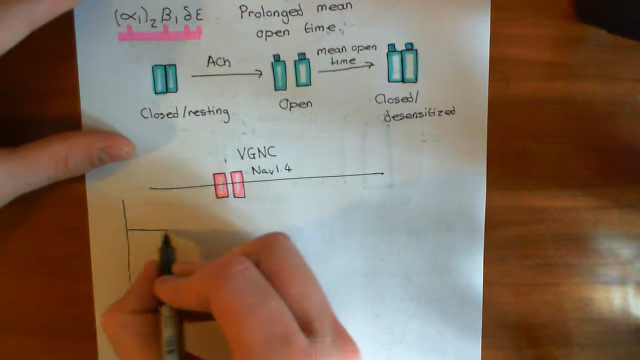 (α₁)₂ β₁ δ ε
Prolonged mean
open time.
ACh
mean open
time
Closed/resting
Open
Closed/
desensitized
VGNC
Nav1.4